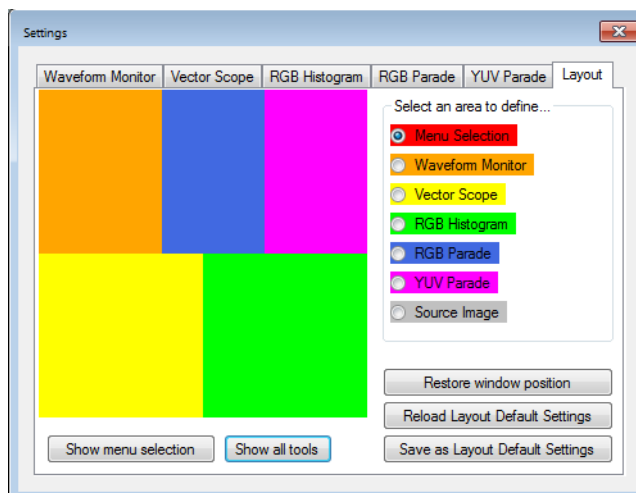 Settings
Waveform Monitor Vector Scope RGB Histogram RGB Parade YUV Parade Layout
Select an area to define...
Menu Selection
Waveform Monitor
Vector Scope
RGB Histogram
RGB Parade
YUV Parade
Source Image
Restore window position
Reload Layout Default Settings
Show menu selection Show all tools Save as Layout Default Settings